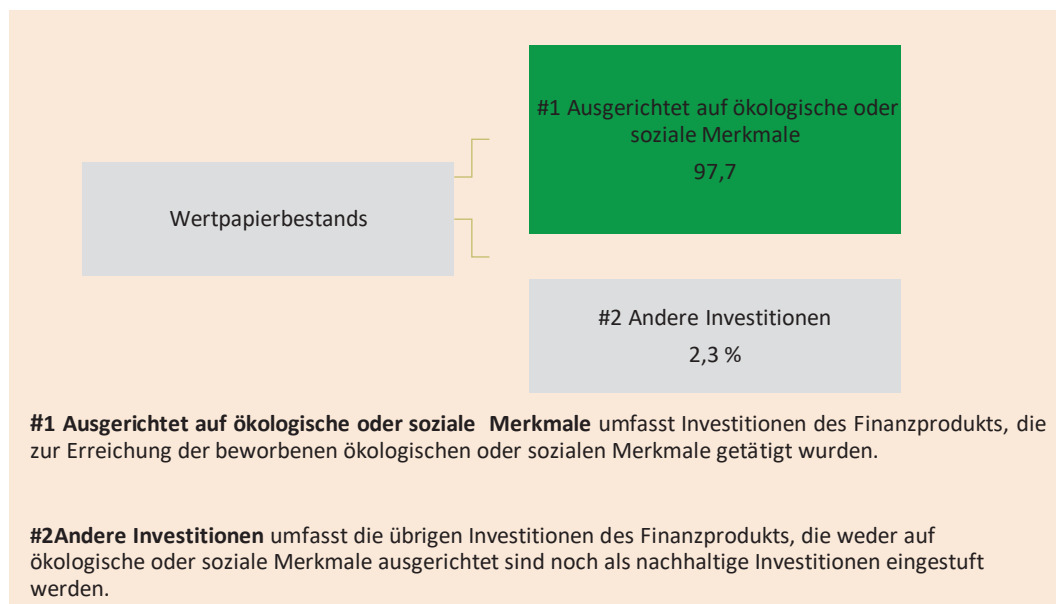 #1 Ausgerichtet auf ökologische oder
soziale Merkmale
97,7
Wertpapierbestands
#2 Andere Investitionen
2,3 %
#1 Ausgerichtet auf ökologische oder soziale Merkmale umfasst Investitionen des Finanzprodukts, die
zur Erreichung der beworbenen ökologischen oder sozialen Merkmale getätigt wurden.
#2Andere Investitionen umfasst die übrigen Investitionen des Finanzprodukts, die weder auf
ökologische oder soziale Merkmale ausgerichtet sind noch als nachhaltige Investitionen eingestuft
werden.